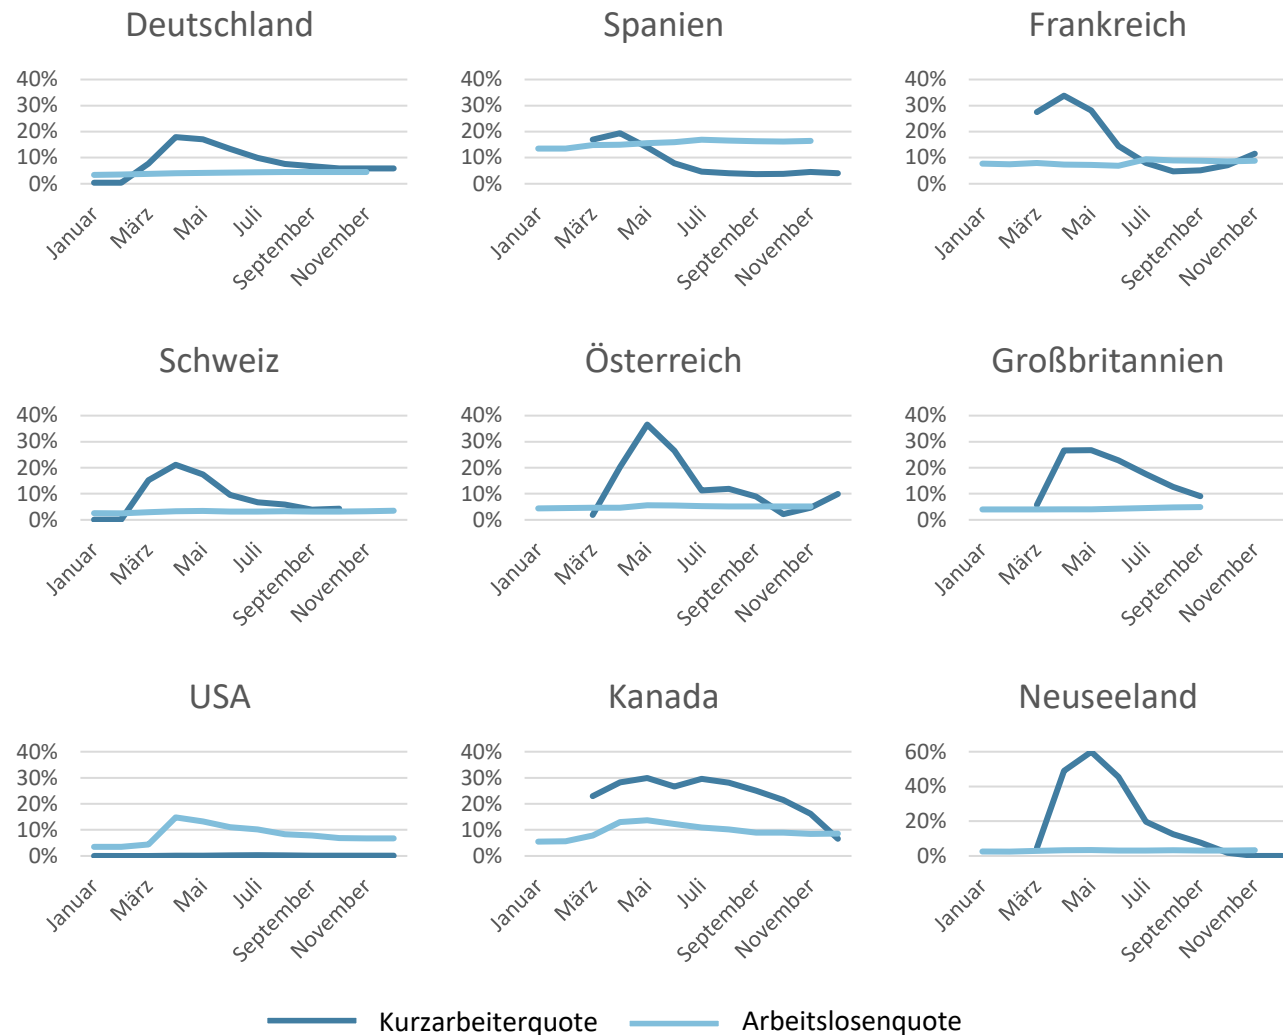 Deutschland
40%
30%
20%
10%
0%
Januar
März
Mai
Juli
September
November
Spanien
40%
30%
20%
10%
0%
Januar
März
Mai
Juli
September
November
Frankreich
40%
30%
20%
10%
0%
Januar
März
Mai
Juli
September
November
Schweiz
40%
30%
20%
10%
0%
Januar
März
Mai
Juli
September
November
Österreich
40%
30%
20%
10%
0%
Januar
März
Mai
Juli
September
November
Großbritannien
40%
30%
20%
10%
0%
Januar
März
Mai
Juli
September
November
USA
40%
30%
20%
10%
0%
Januar
März
Mai
Juli
September
November
Kanada
40%
30%
20%
10%
0%
Januar
März
Mai
Juli
September
November
Neuseeland
60%
40%
20%
0%
Januar
März
Mai
Juli
September
November
Kurzarbeiterquote
Arbeitslosenquote